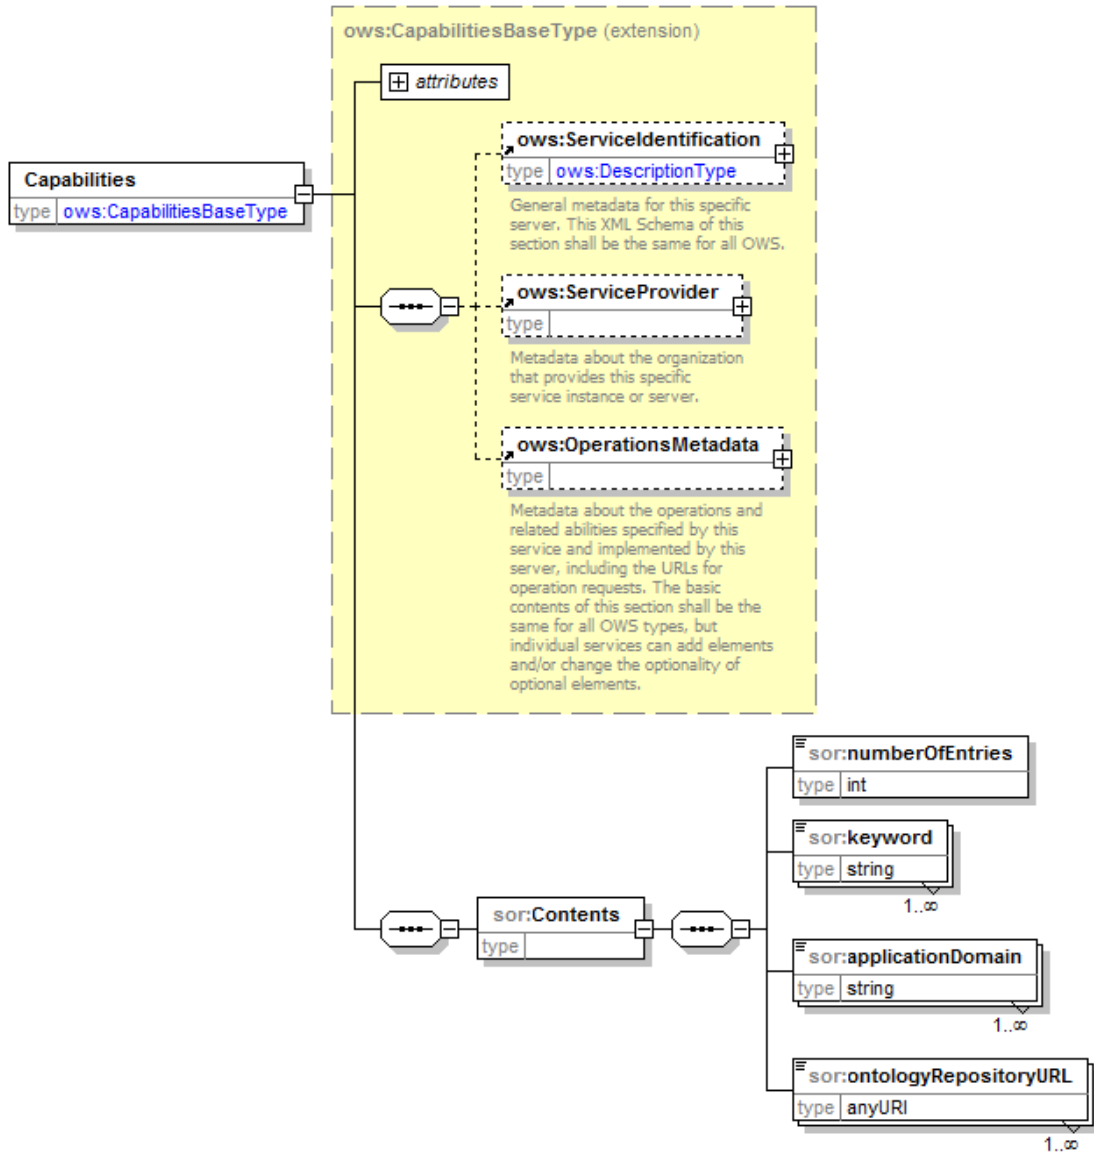 ows:CapabilitiesBaseType (extension)
attributes
ows:ServiceIdentification
type ows:DescriptionType
General metadata for this specific
server. This XML Schema of this
section shall be the same for all OWS.
Capabilities
type ows:CapabilitiesBaseType
ows:ServiceProvider
type
Metadata about the organization
that provides this specific
service instance or server.
ows:OperationsMetadata
type
Metadata about the operations and
related abilities specified by this
service and implemented by this
server, including the URLs for
operation requests. The basic
contents of this section shall be the
same for all OWS types, but
individual services can add elements
and/or change the optionality of
optional elements.
sor:numberOfEntries
type int
sor:keyword
type string
1..∞
sor:Contents
type
sor:applicationDomain
type string
1..∞
sor:ontologyRepositoryURL
type anyURI
1..∞